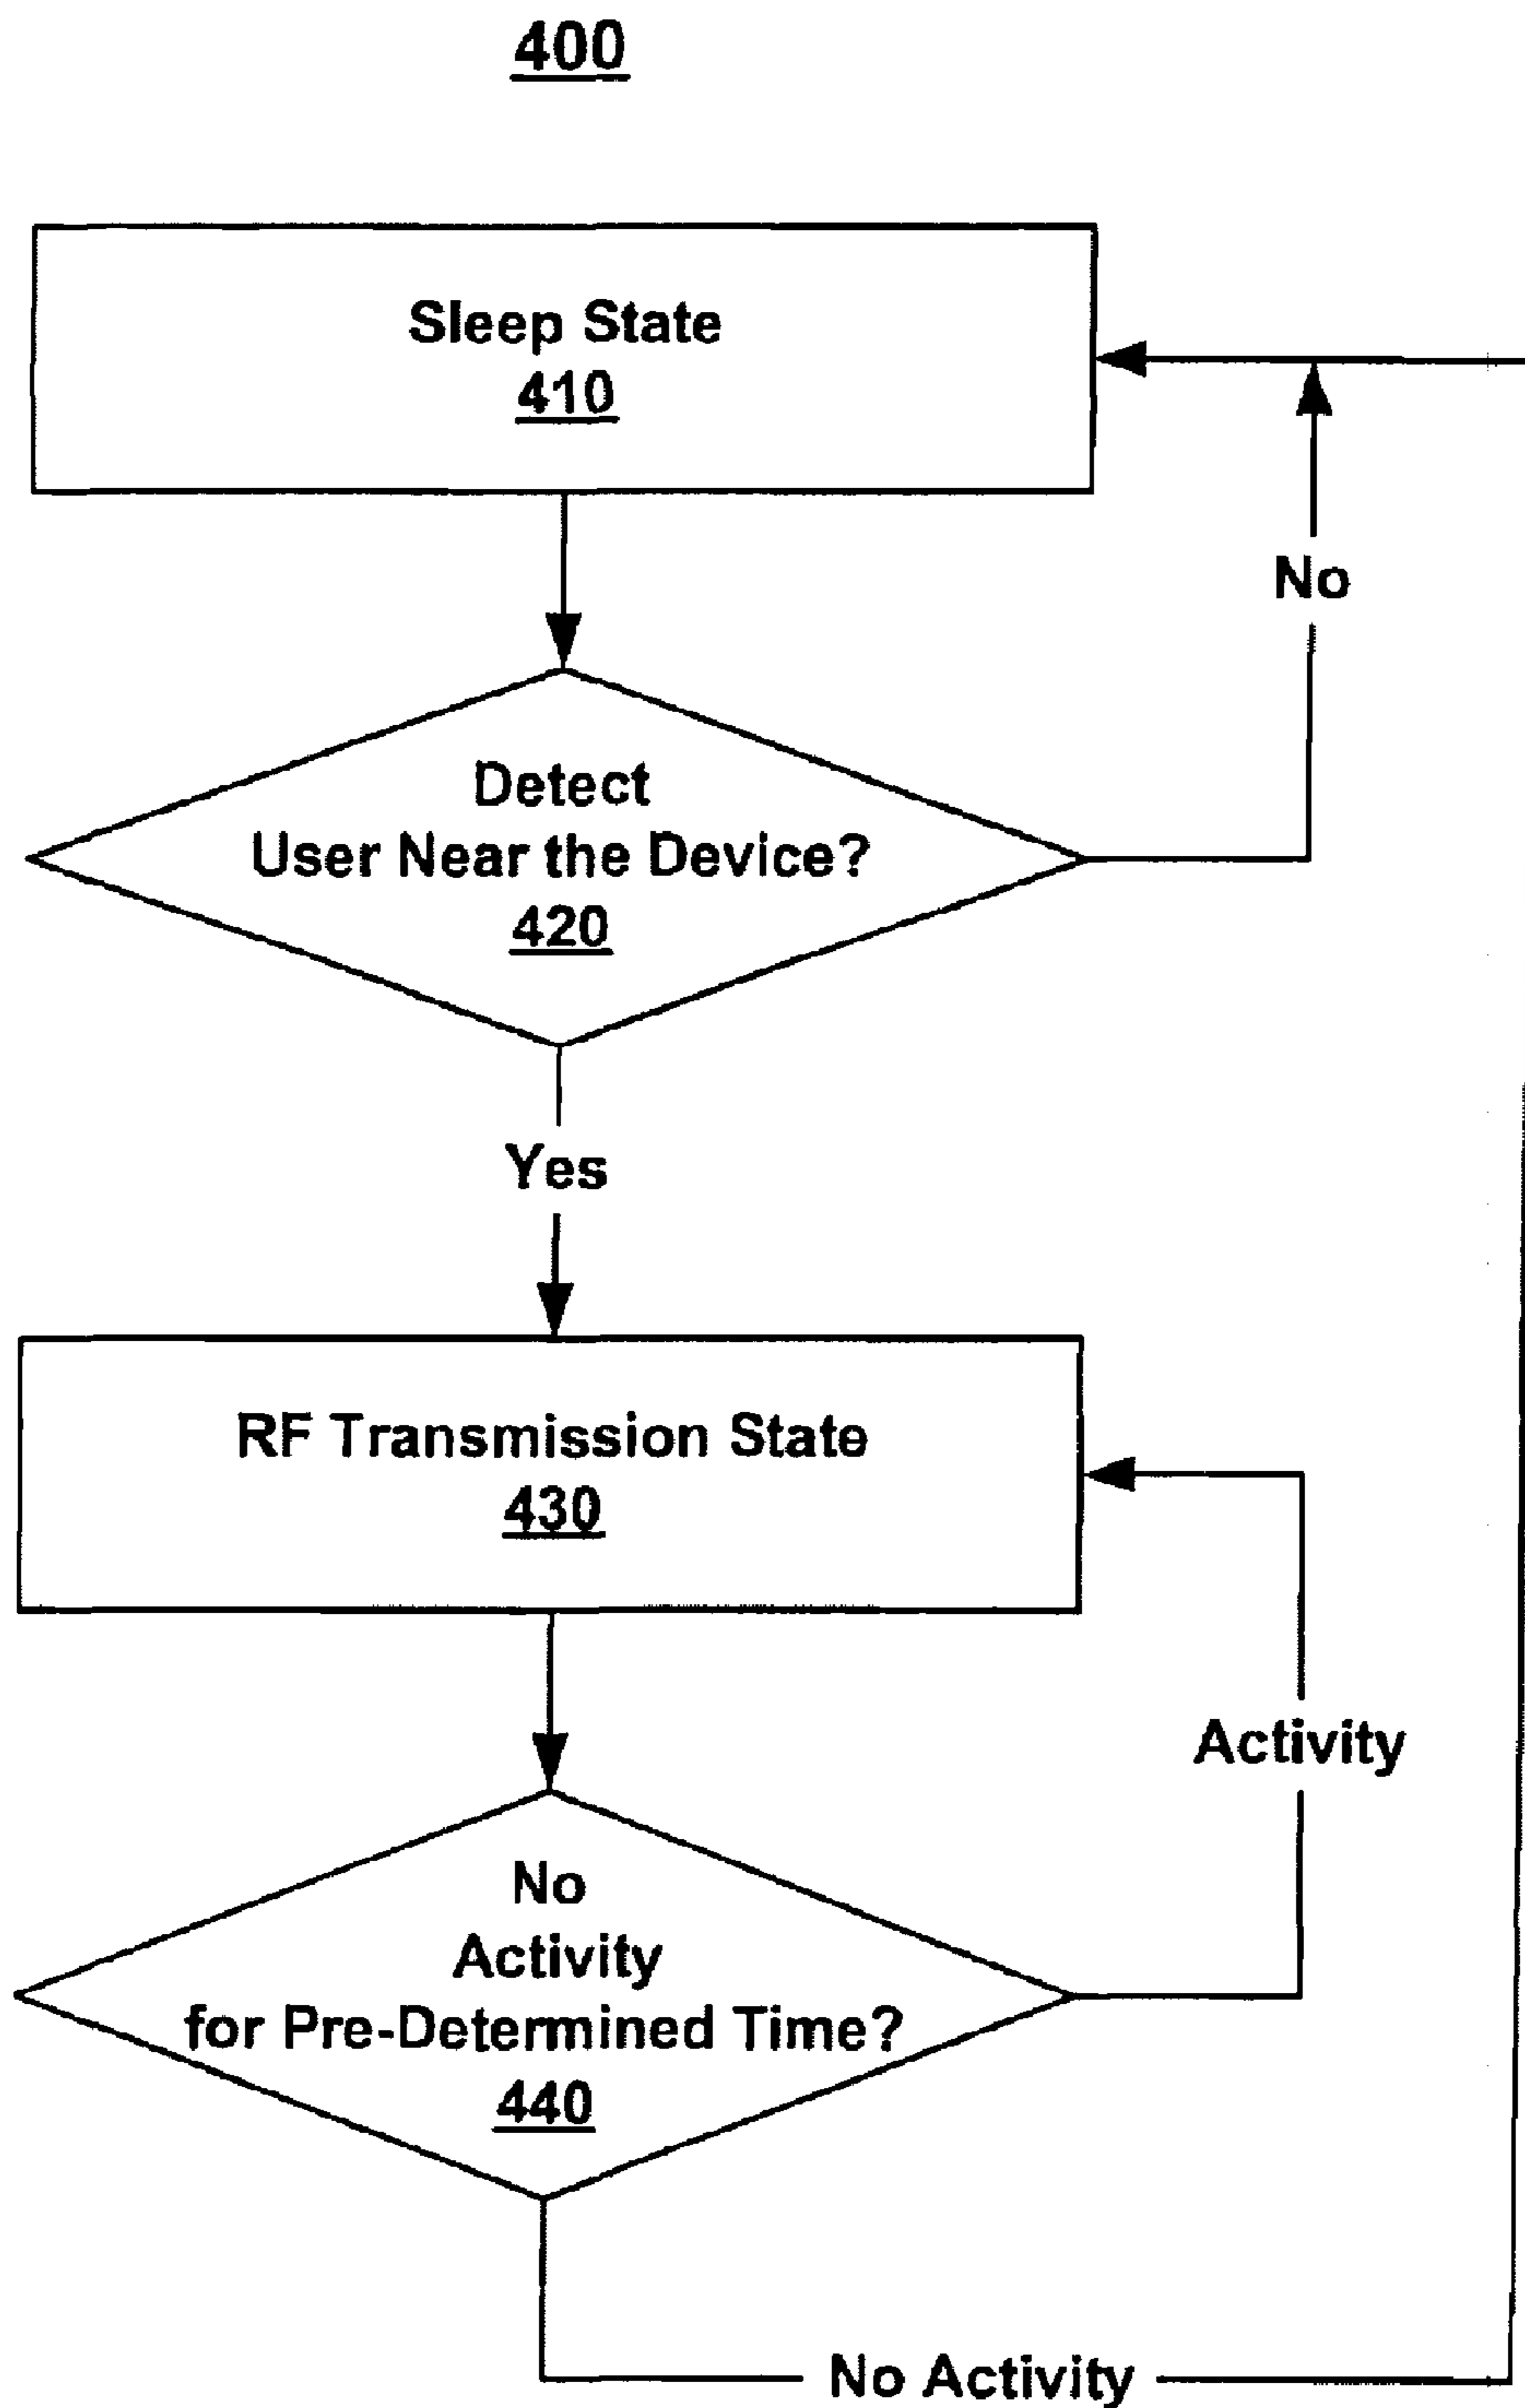 400
Sleep State
410
No
Detect
User Near the Device?
420
Yes
RF Transmission State
430
Activity
No
Activity
for Pre-Determined Time?
440
No Activity